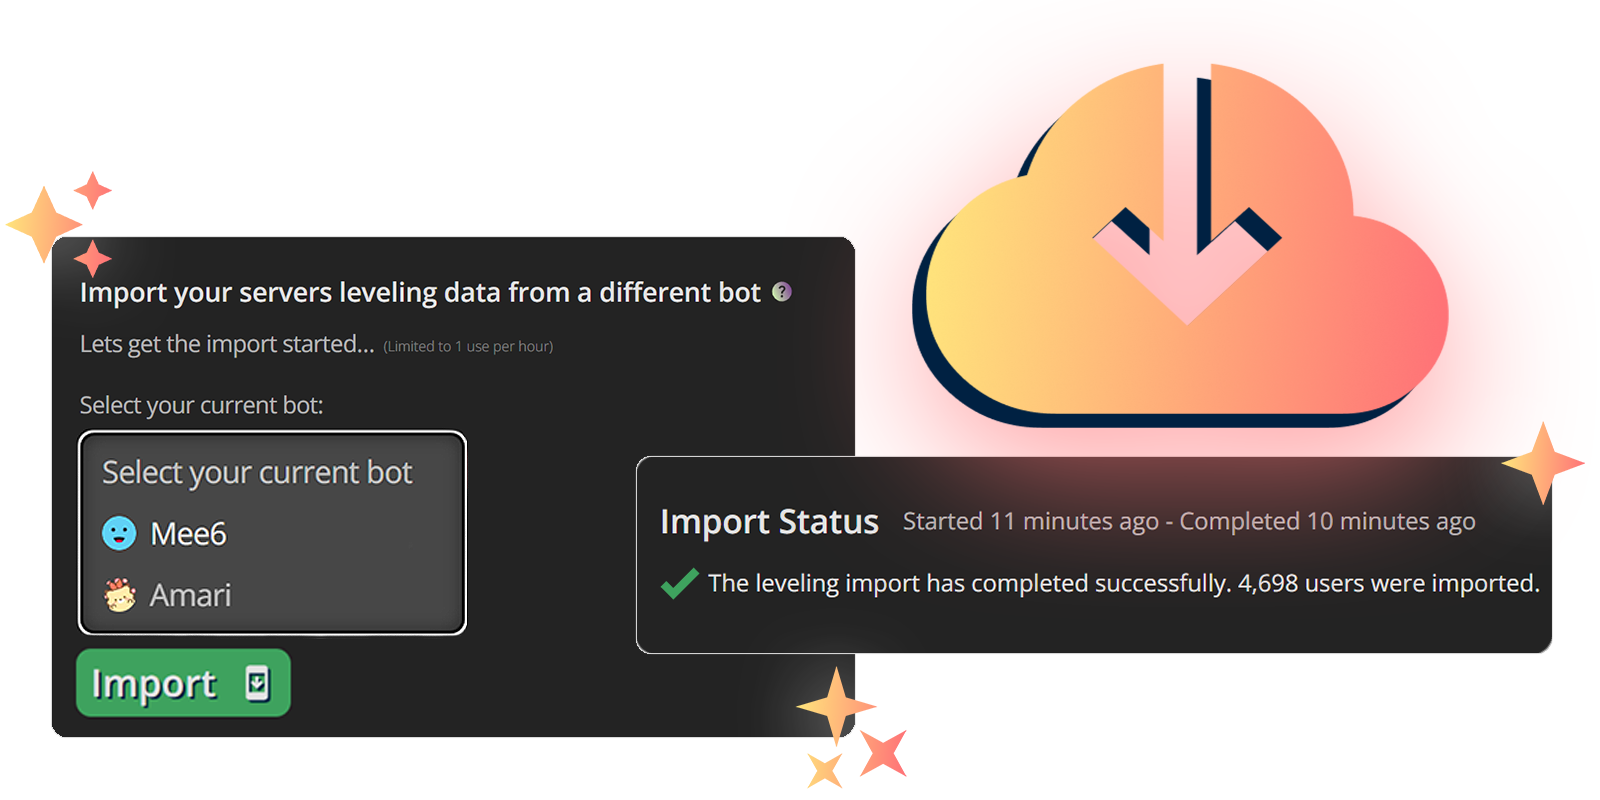 Import your servers leveling data from a different bot ?
Lets get the import started... (Limited to 1 use per hour)
Select your current bot:
Select your current bot
Mee6
Amari
Import
Import Status Started 11 minutes ago - Completed 10 minutes ago
The leveling import has completed successfully. 4,698 users were imported.